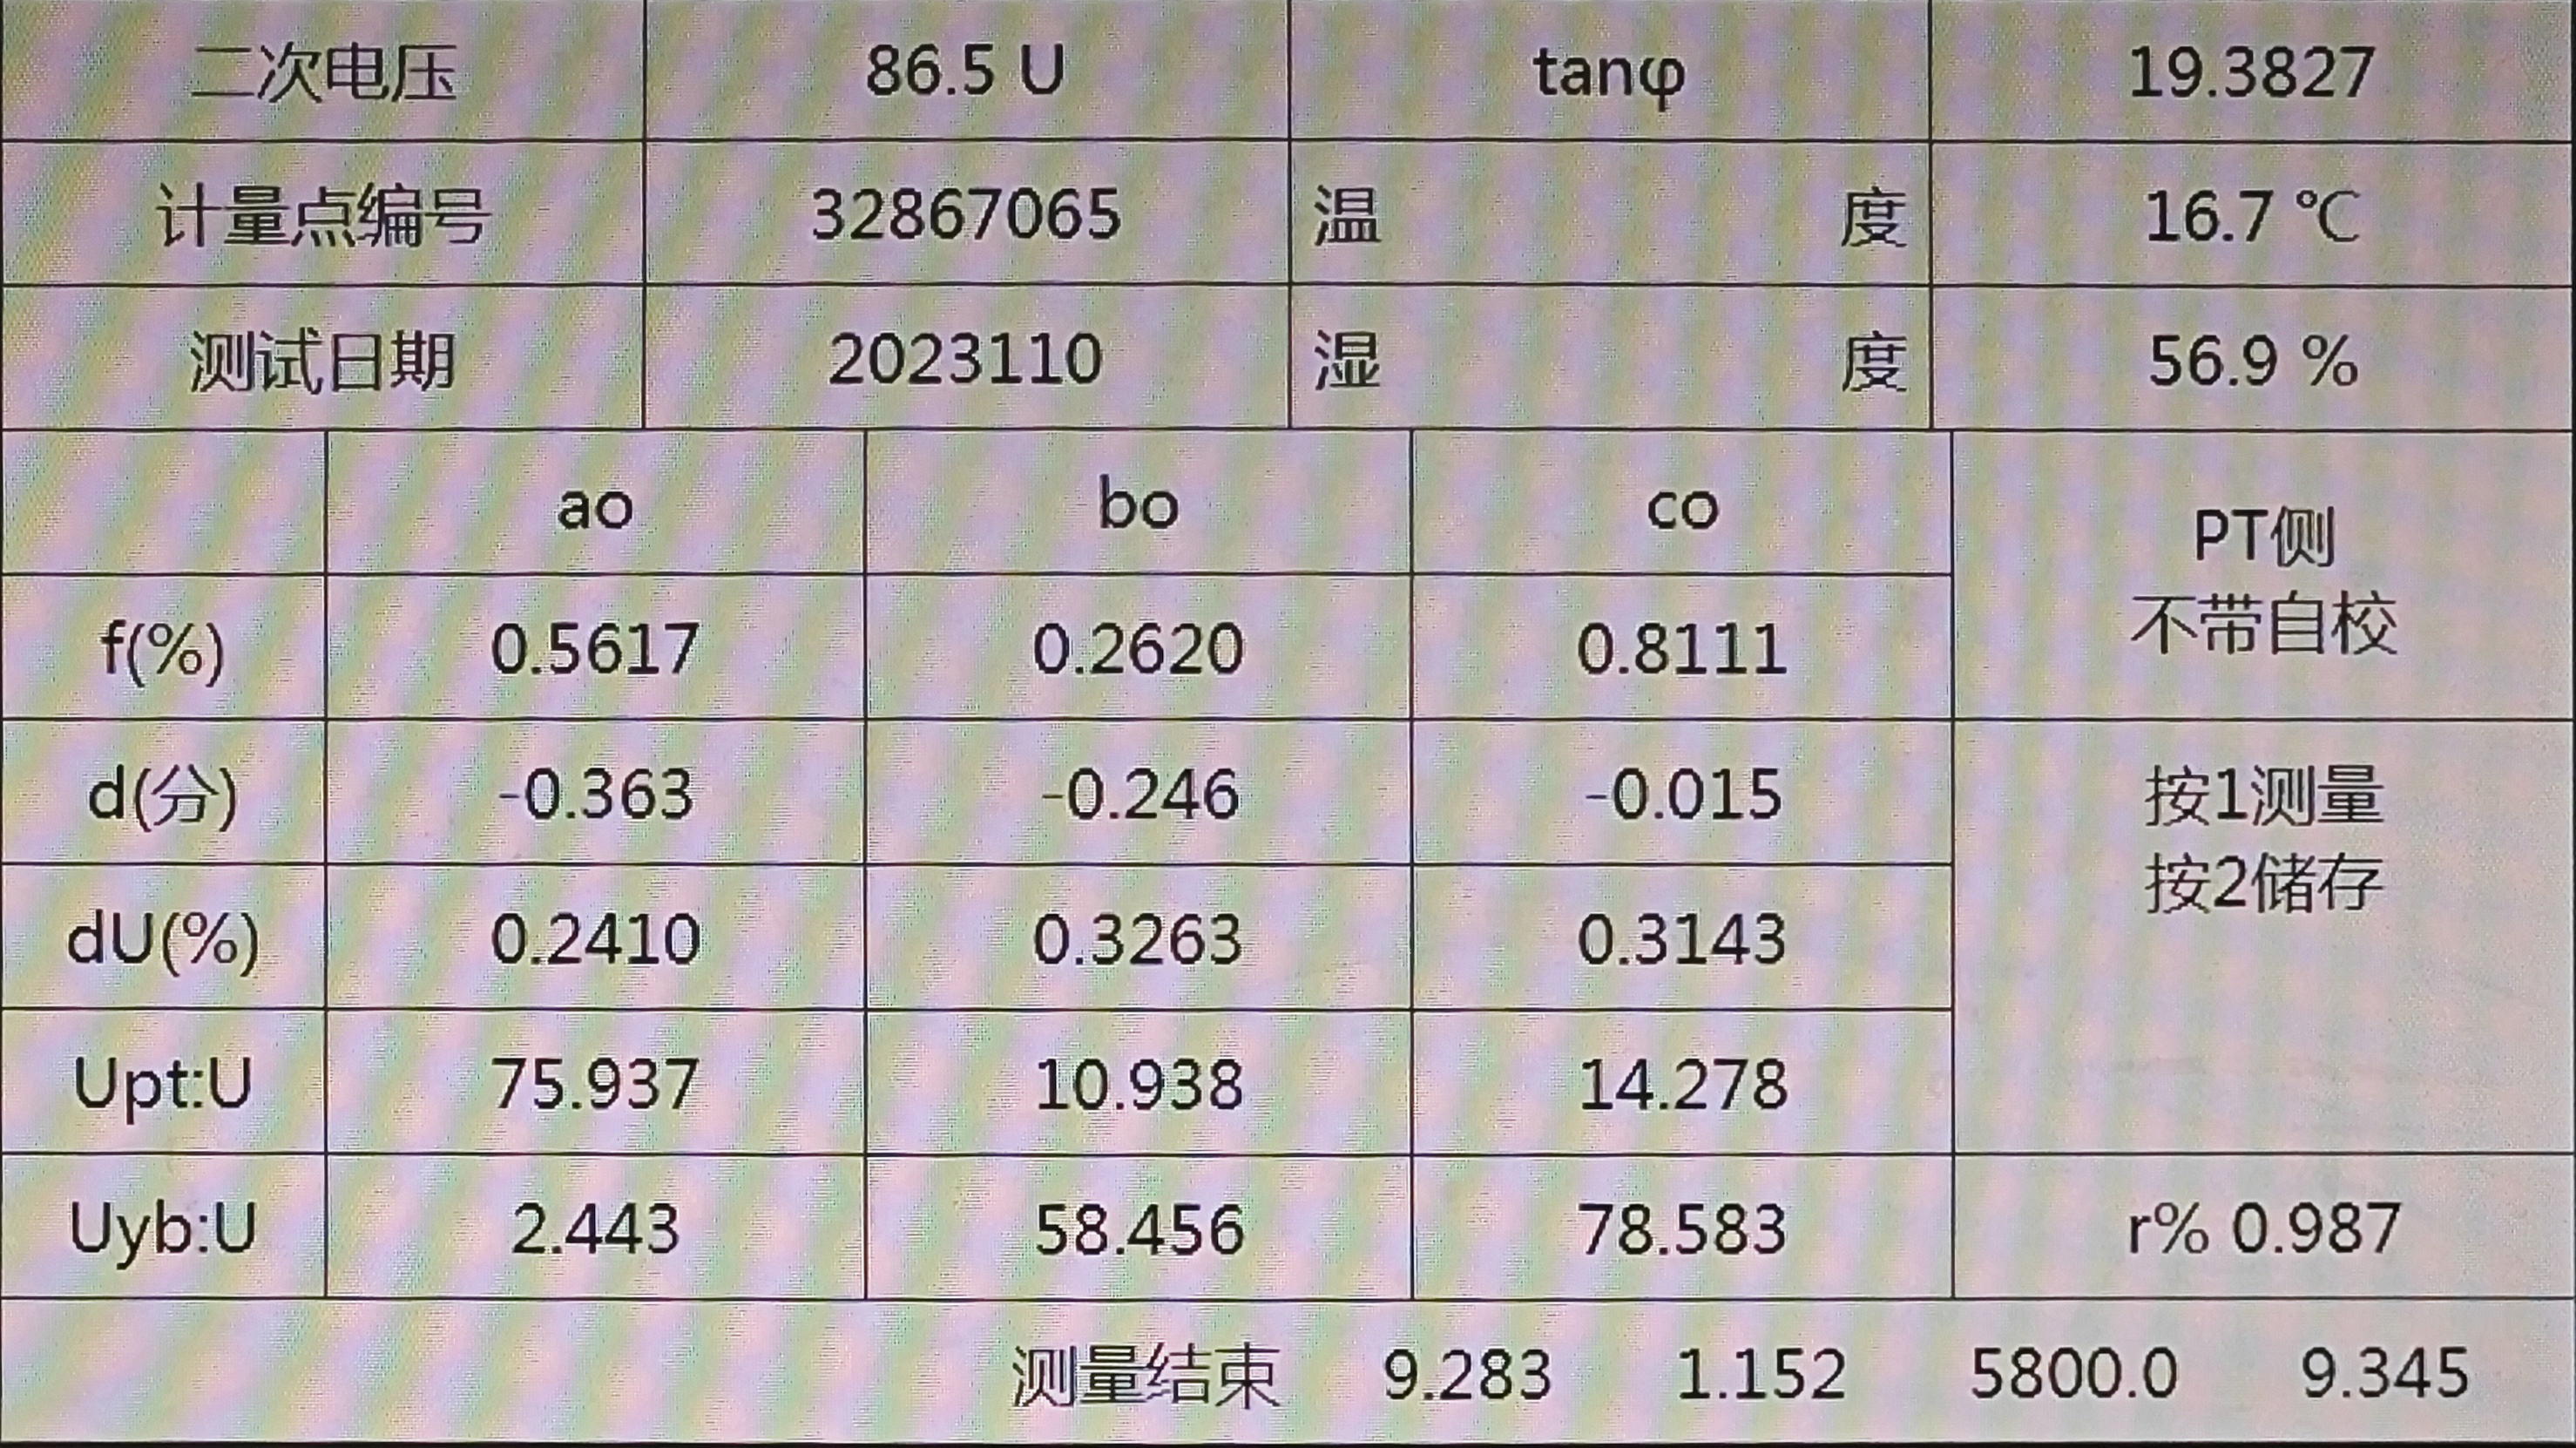 二次电压 86.5 U tanφ 19.3827
计量点编号 32867065 温度 16.7 ℃
测试日期 2023110 湿度 56.9 %
ao bo co PT侧
不带自校
f(%) 0.5617 0.2620 0.8111
d(分) -0.363 -0.246 -0.015 按1测量
按2储存
dU(%) 0.2410 0.3263 0.3143
Upt:U 75.937 10.938 14.278
Uyb:U 2.443 58.456 78.583 r% 0.987
测量结束 9.283 1.152 5800.0 9.345